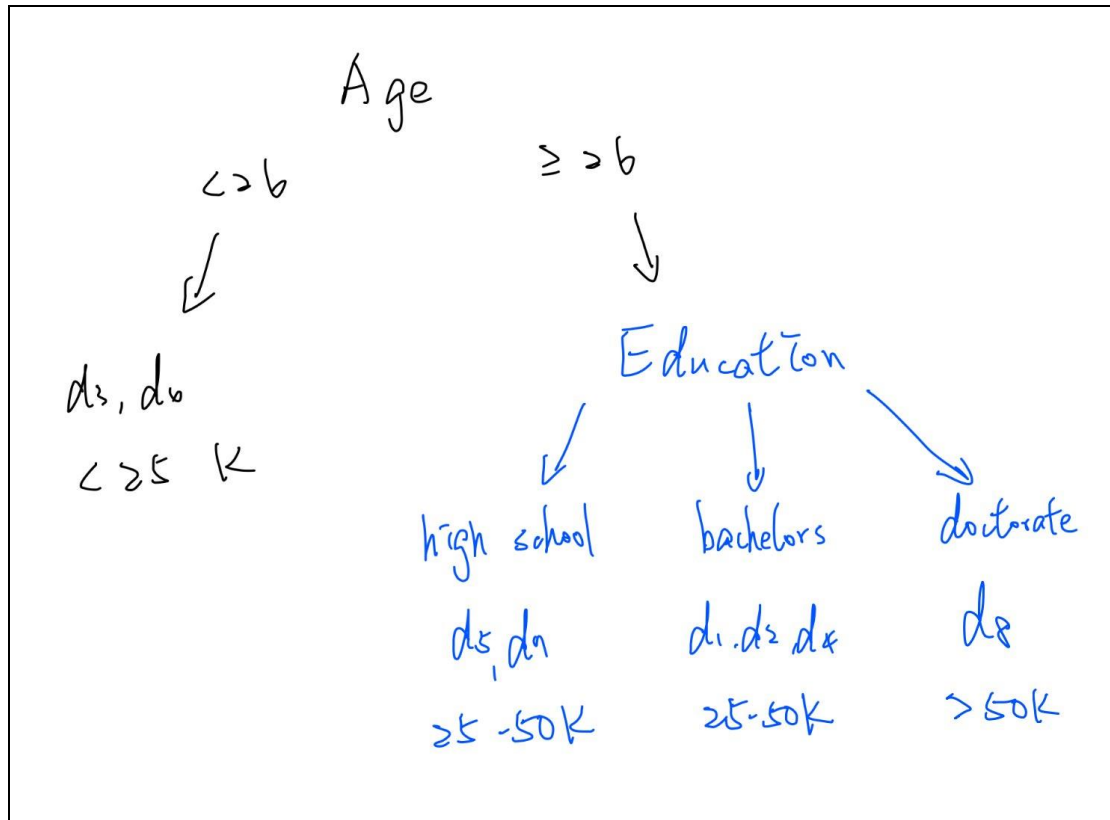 Age
<26
≥26
d3, d6
<25 K
Education
high school
bachelors
doctorate
d5, d7
d1.d2.d4
d8
25-50K
25-50K
>50K